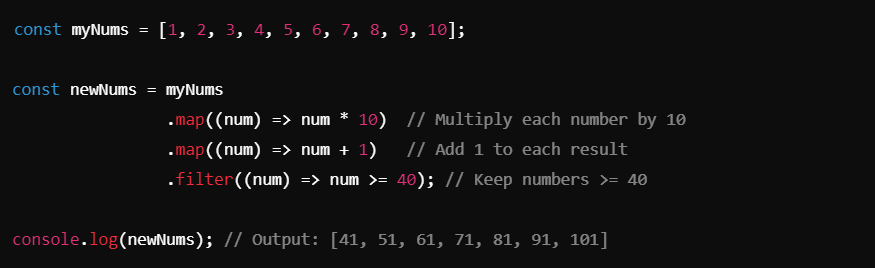 const myNums = [1, 2, 3, 4, 5, 6, 7, 8, 9, 10];
const newNums = myNums
.map((num) => num * 10)  // Multiply each number by 10
.map((num) => num + 1)   // Add 1 to each result
.filter((num) => num >= 40); // Keep numbers >= 40
console.log(newNums); // Output: [41, 51, 61, 71, 81, 91, 101]